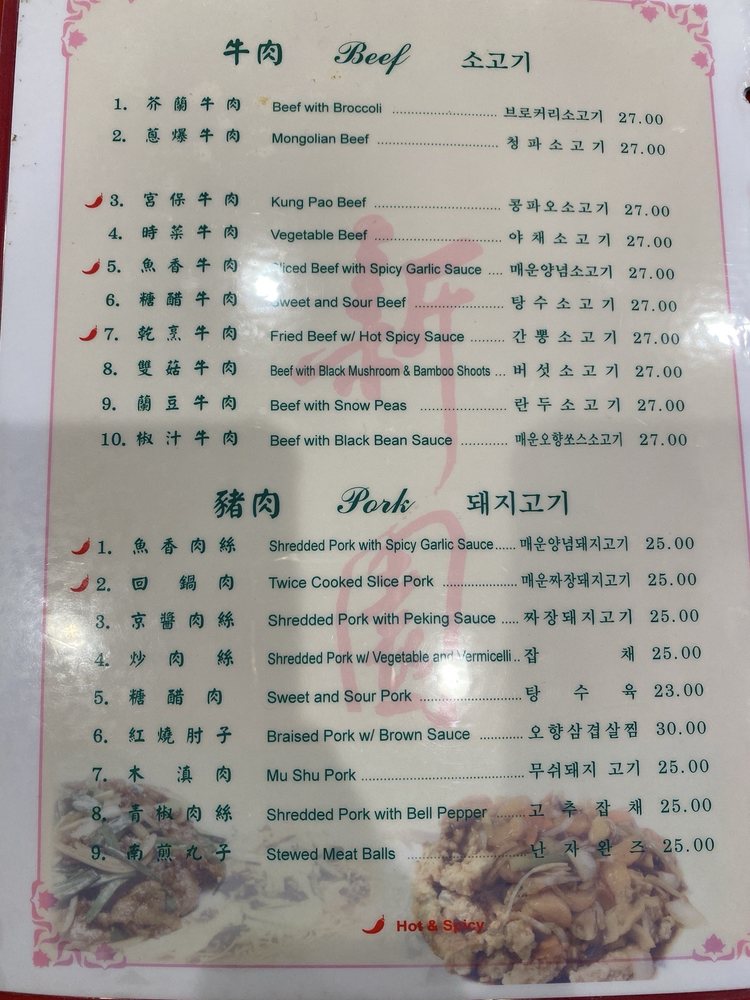 牛肉 Beef 소고기
1. 芥蘭牛肉 Beef with Broccoli 브로커리소고기 27.00
2. 蔥爆牛肉 Mongolian Beef 청파소고기 27.00
3. 宮保牛肉 Kung Pao Beef 콩파오소고기 27.00
4. 時菜牛肉 Vegetable Beef 야채소고기 27.00
5. 魚香牛肉 Sliced Beef with Spicy Garlic Sauce 매운양념소고기 27.00
6. 糖醋牛肉 Sweet and Sour Beef 탕수소고기 27.00
7. 乾烹牛肉 Fried Beef w/ Hot Spicy Sauce 간뽕소고기 27.00
8. 雙菇牛肉 Beef with Black Mushroom & Bamboo Shoots 버섯소고기 27.00
9. 蘭豆牛肉 Beef with Snow Peas 란두소고기 27.00
10. 椒汁牛肉 Beef with Black Bean Sauce 매운오향쏘스소고기 27.00
豬肉 Pork 돼지고기
1. 魚香肉絲 Shredded Pork with Spicy Garlic Sauce 매운양념돼지고기 25.00
2. 回鍋肉 Twice Cooked Slice Pork 매운짜장돼지고기 25.00
3. 京醬肉絲 Shredded Pork with Peking Sauce 짜장돼지고기 25.00
4. 炒肉絲 Shredded Pork w/ Vegetable and Vermicelli 잡채 25.00
5. 糖醋肉 Sweet and Sour Pork 탕수육 23.00
6. 紅燒肘子 Braised Pork w/ Brown Sauce 오향삼겹살찜 30.00
7. 木滇肉 Mu Shu Pork 무쉬돼지 고기 25.00
8. 青椒肉絲 Shredded Pork with Bell Pepper 고추잡채 25.00
9. 南煎丸子 Stewed Meat Balls 난자완즈 25.00
Hot & Spicy
新園